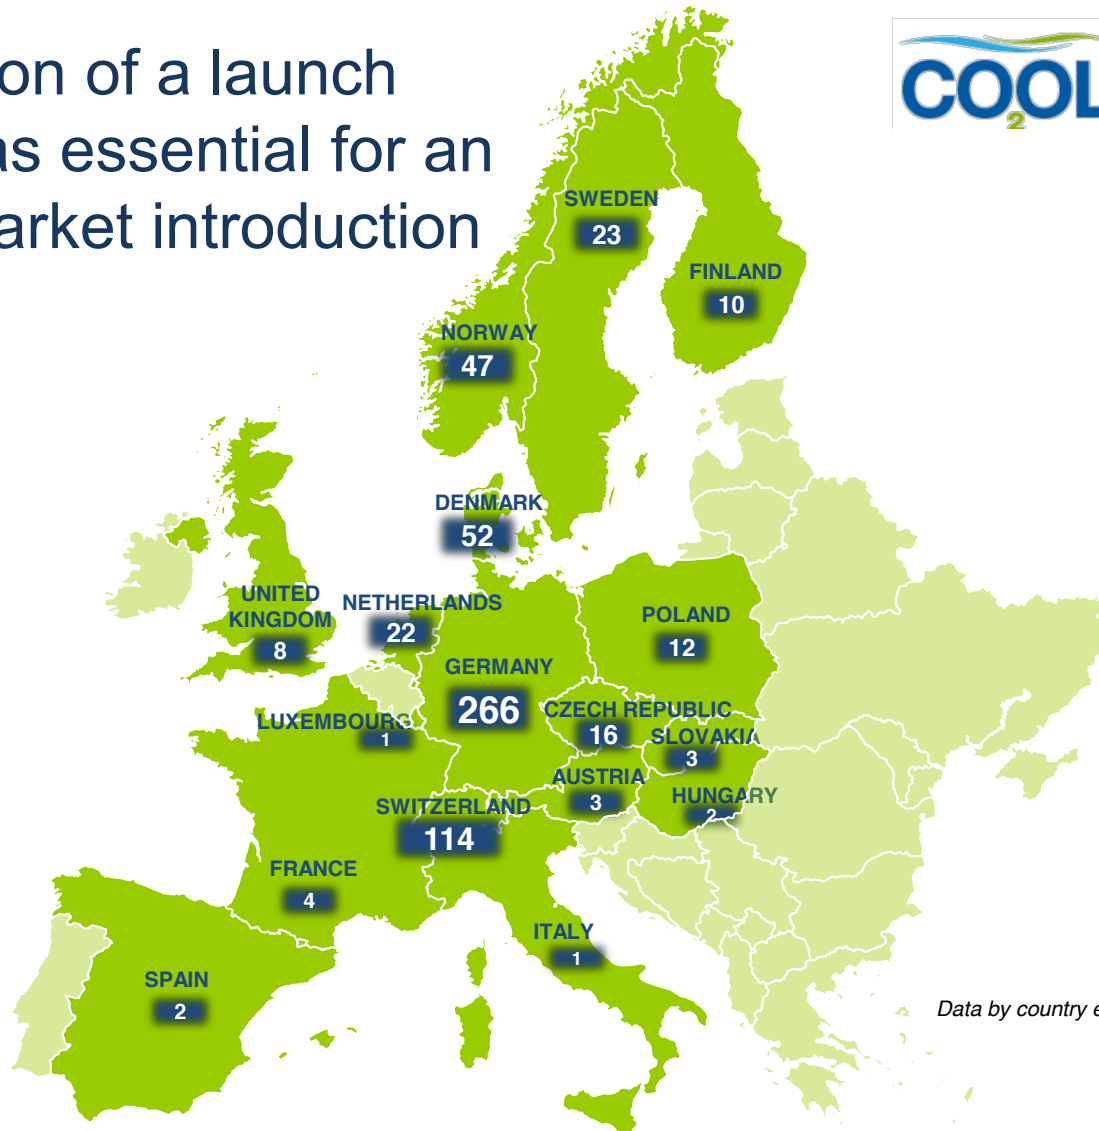 on of a launch
as essential for an
arket introduction
CO2OL
SWEDEN
23
FINLAND
10
NORWAY
47
DENMARK
52
UNITED
KINGDOM
8
NETHERLANDS
22
POLAND
12
GERMANY
266
CZECH REPUBLIC
16
LUXEMBOURG
1
SLOVAKIA
3
AUSTRIA
3
HUNGARY
2
SWITZERLAND
114
FRANCE
4
ITALY
1
SPAIN
2
Data by country e